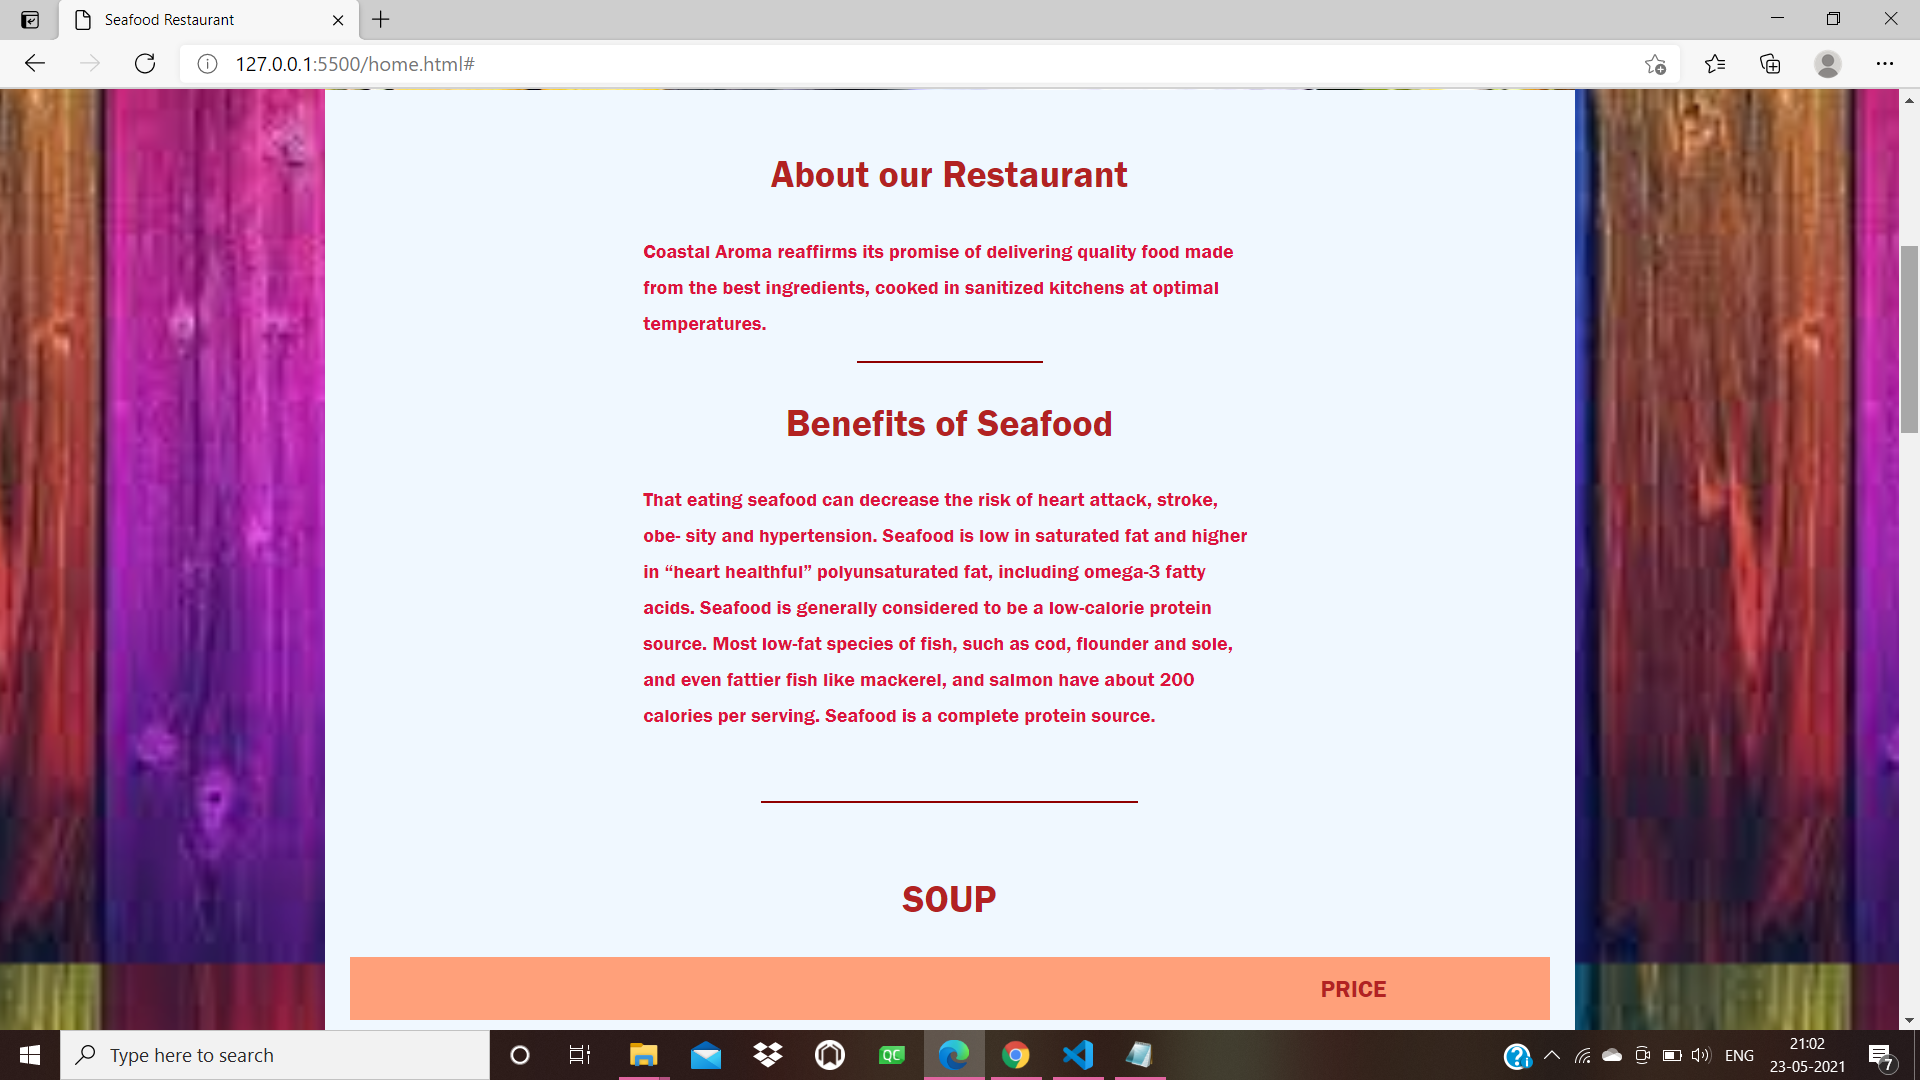 Seafood Restaurant
127.0.0.1:5500/home.html#
About our Restaurant
Coastal Aroma reaffirms its promise of delivering quality food made
from the best ingredients, cooked in sanitized kitchens at optimal
temperatures.
Benefits of Seafood
That eating seafood can decrease the risk of heart attack, stroke,
obe- sity and hypertension. Seafood is low in saturated fat and higher
in “heart healthful” polyunsaturated fat, including omega-3 fatty
acids. Seafood is generally considered to be a low-calorie protein
source. Most low-fat species of fish, such as cod, flounder and sole,
and even fattier fish like mackerel, and salmon have about 200
calories per serving. Seafood is a complete protein source.
SOUP
PRICE
Type here to search
QC
ENG
21:02
23-05-2021
7